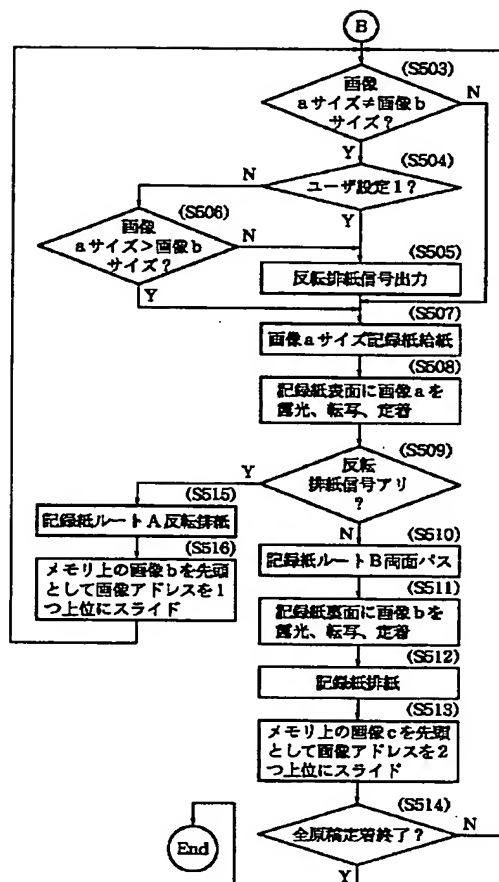 B
(S503)
画像
aサイズ≠画像b
サイズ?
N
Y
(S504)
N
ユーザ設定1?
(S506)
画像
aサイズ>画像b
サイズ?
N
Y
Y
(S505)
反転排紙信号出力
(S507)
画像aサイズ記録紙給紙
(S508)
記録紙表面に画像aを
露光、転写、定着
(S509)
反転
排紙信号アリ
?
Y
N
(S515)
記録紙ルートA反転排紙
(S516)
メモリ上の画像bを先頭
として画像アドレスを1
つ上位にスライド
(S510)
記録紙ルートB両面パス
(S511)
記録紙裏面に画像bを
露光、転写、定着
(S512)
記録紙排紙
(S513)
メモリ上の画像cを先頭
として画像アドレスを2
つ上位にスライド
(S514)
全原稿定着終了?
N
Y
End